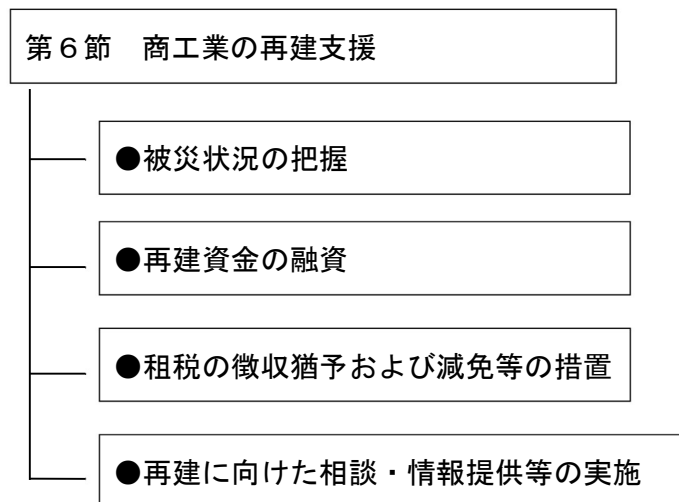 第６節　商工業の再建支援
●被災状況の把握
●再建資金の融資
●租税の徴収猶予および減免等の措置
●再建に向けた相談・情報提供等の実施